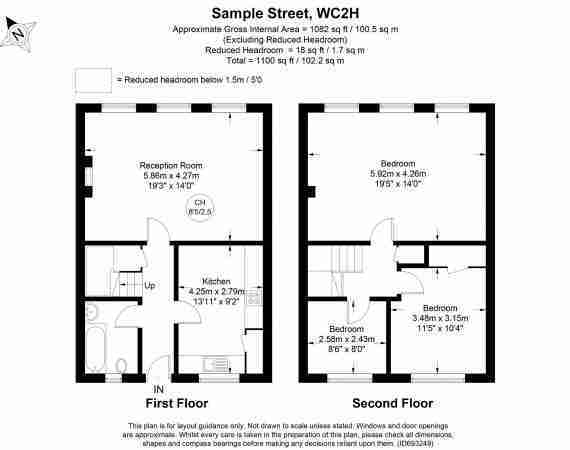 Sample Street, WC2H
Approximate Gross Internal Area = 1082 sq ft / 100.5 sq m
(Excluding Reduced Headroom)
Reduced Headroom = 18 sq ft / 1.7 sq m
Total = 1100 sq ft / 102.2 sq m
N
= Reduced headroom below 1.5m / 5'0
Reception Room
5.86m x 4.27m
19'3" x 14'0"
CH
8'5/2.5
Up
Kitchen
4.25m x 2.79m
13'11" x 9'2"
IN
First Floor
Bedroom
5.92m x 4.26m
19'5" x 14'0"
Bedroom
3.48m x 3.15m
11'5" x 10'4"
Bedroom
2.58m x 2.43m
8'6" x 8'0"
Second Floor
This plan is for layout guidance only. Not drawn to scale unless stated. Windows and door openings
are approximate. Whilst every care is taken in the preparation of this plan, please check all dimensions,
shapes and compass bearings before making any decisions reliant upon them. (ID693249)